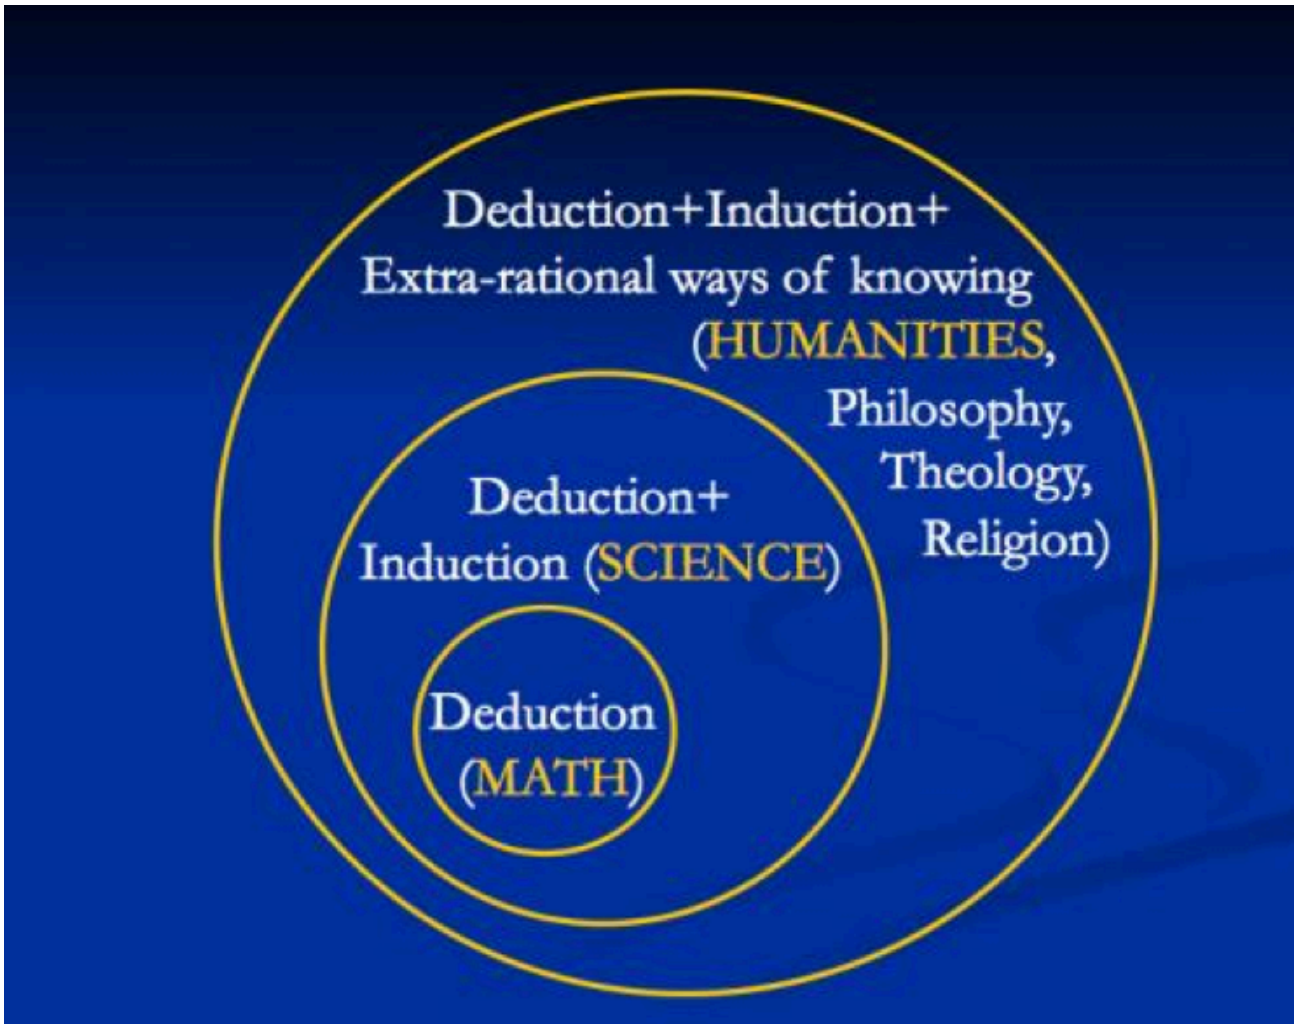 Deduction+Induction+
Extra-rational ways of knowing
(HUMANITIES,
Philosophy,
Theology,
Religion)
Deduction+
Induction (SCIENCE)
Deduction
(MATH)